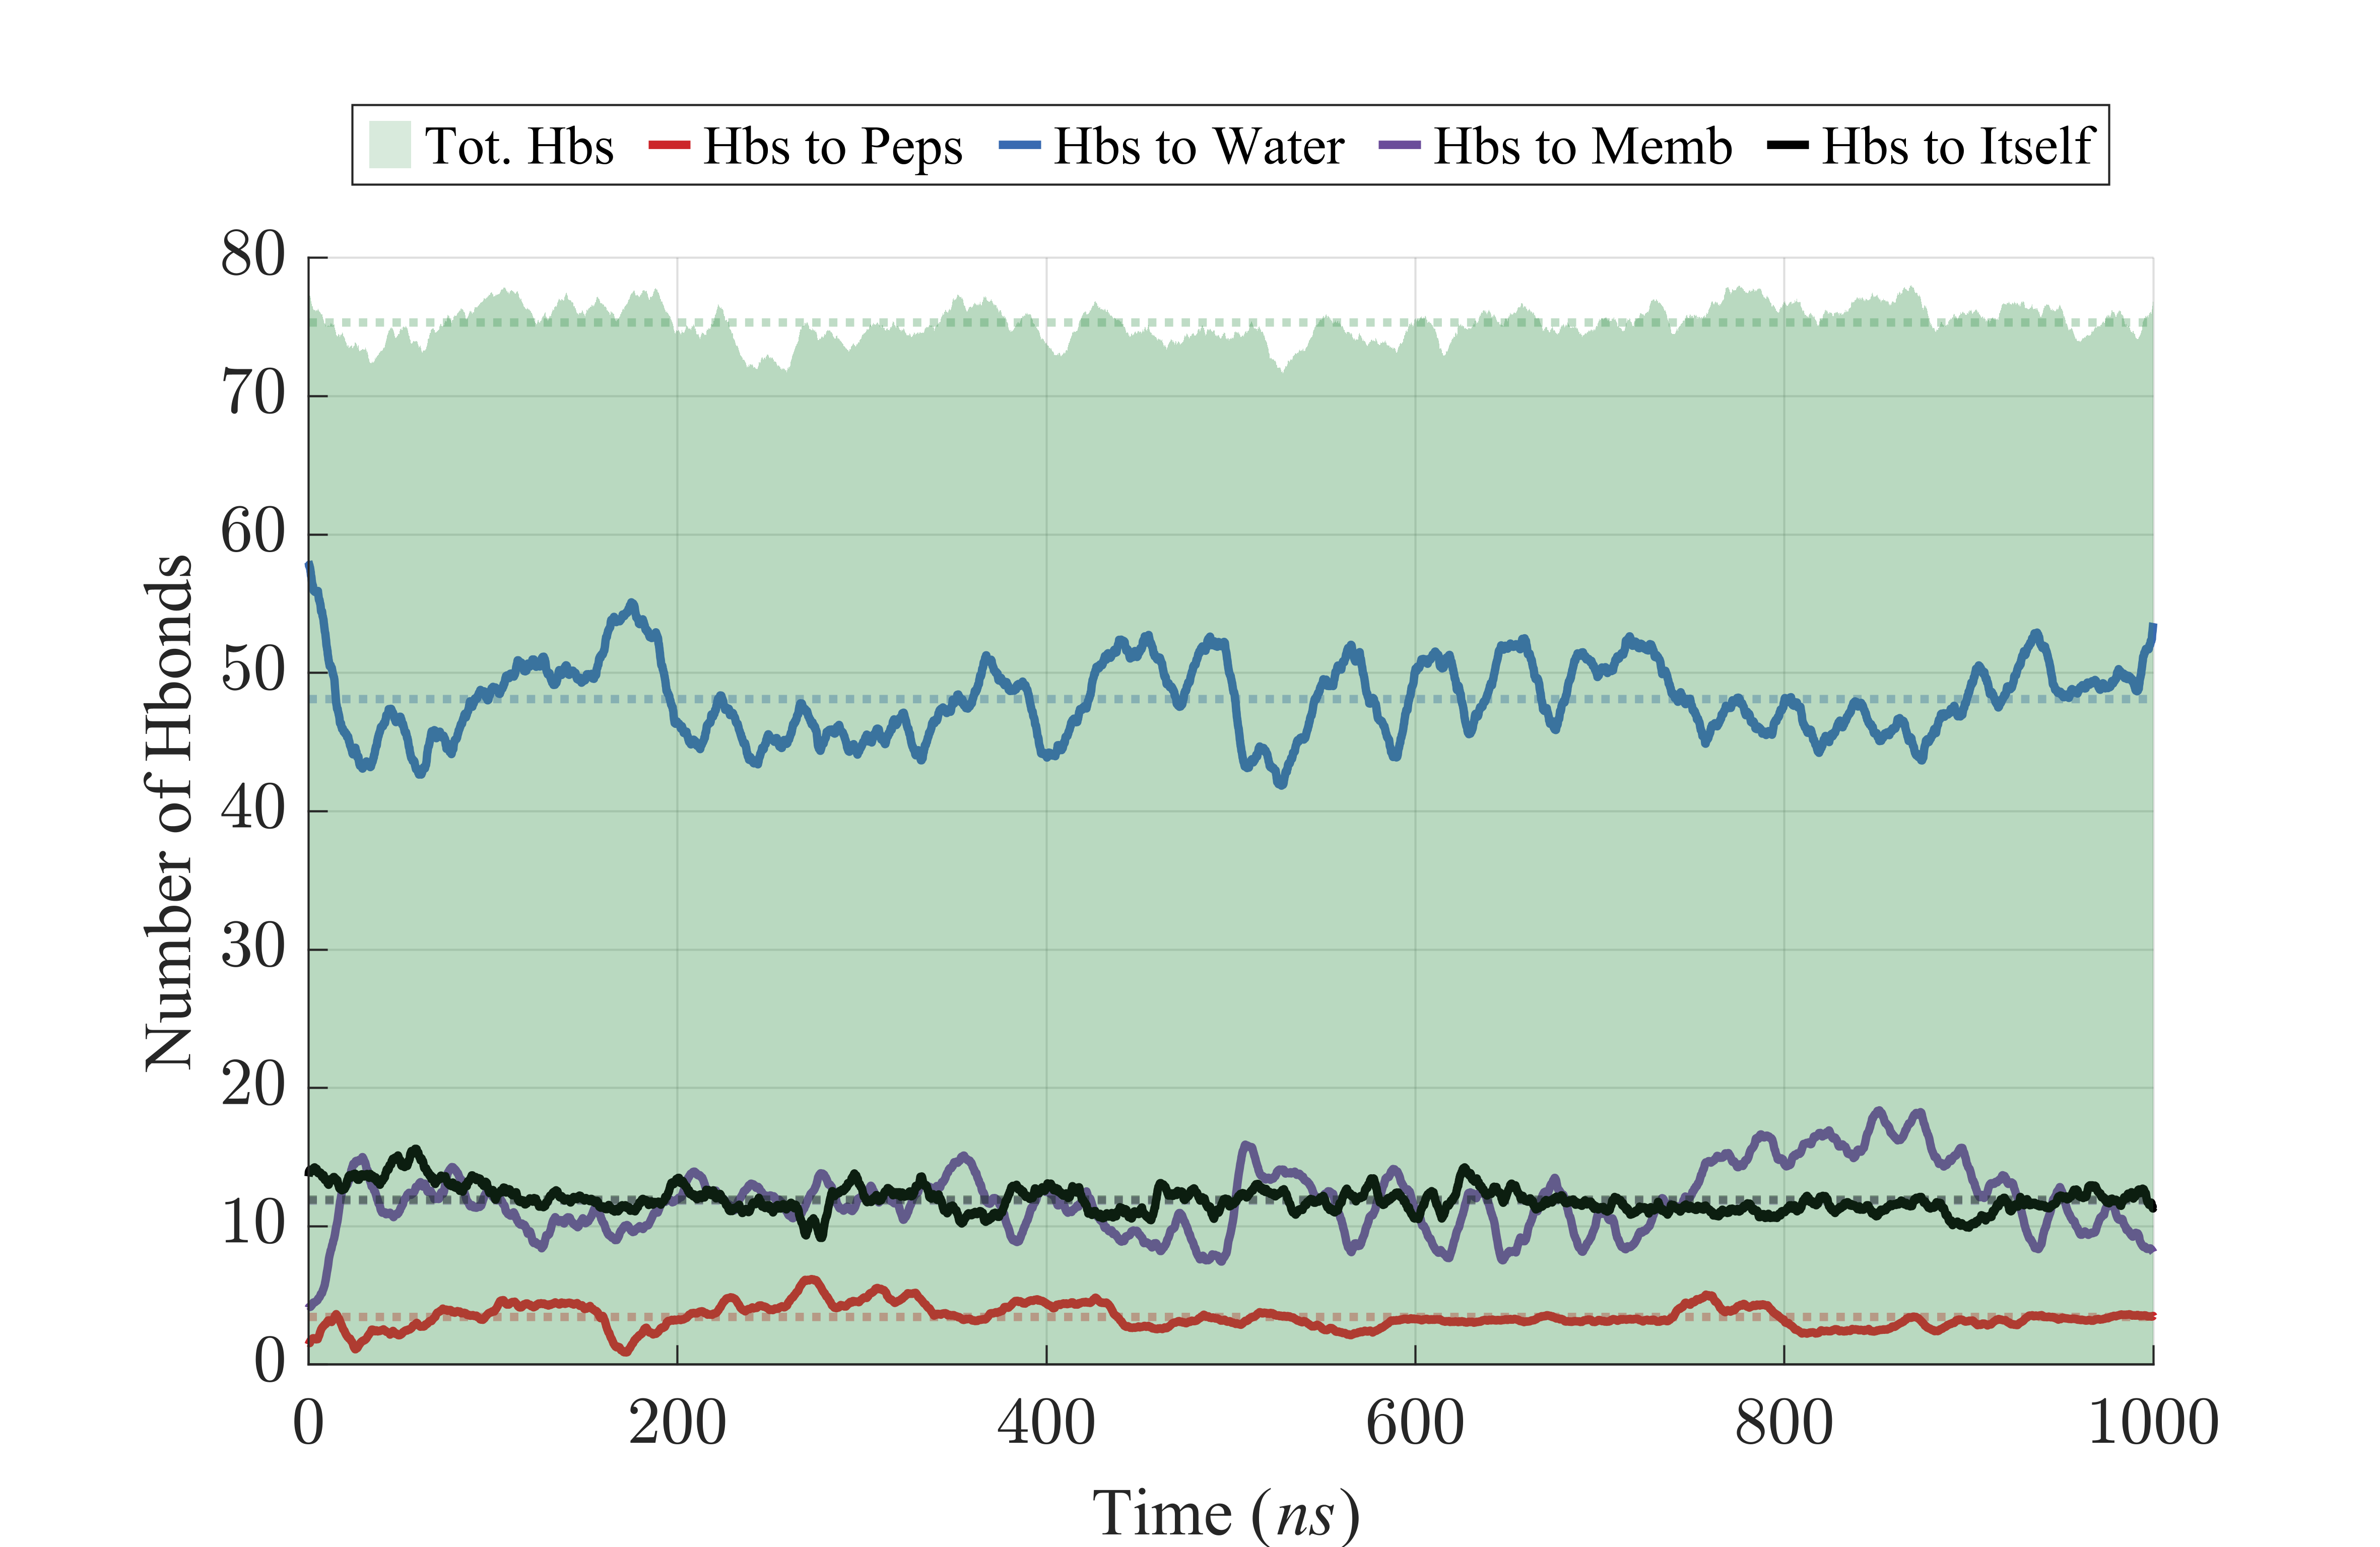 Tot. Hbs Hbs to Peps Hbs to Water Hbs to Memb Hbs to Itself
80
70
60
50
40
30
20
10
0
Number of Hbonds
0 200 400 600 800 1000
Time (ns)